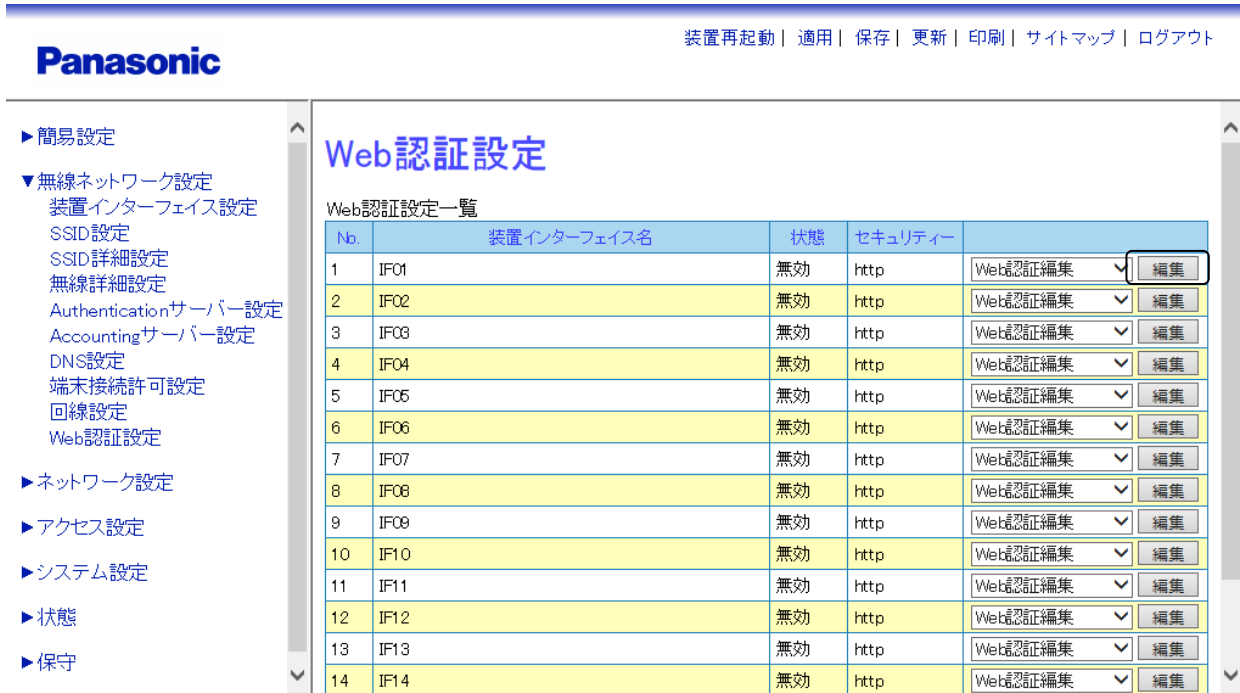 Panasonic
装置再起動| 適用| 保存| 更新| 印刷| サイトマップ| ログアウト
▶簡易設定
▼無線ネットワーク設定
装置インターフェイス設定
SSID設定
SSID詳細設定
無線詳細設定
Authenticationサーバー設定
Accountingサーバー設定
DNS設定
端末接続許可設定
回線設定
Web認証設定
▶ネットワーク設定
▶アクセス設定
▶システム設定
▶状態
▶保守
Web認証設定
Web認証設定一覧
No. 装置インターフェイス名 状態 セキュリティー
1 IF01 無効 http Web認証編集 編集
2 IF02 無効 http Web認証編集 編集
3 IF03 無効 http Web認証編集 編集
4 IF04 無効 http Web認証編集 編集
5 IF05 無効 http Web認証編集 編集
6 IF06 無効 http Web認証編集 編集
7 IF07 無効 http Web認証編集 編集
8 IF08 無効 http Web認証編集 編集
9 IF09 無効 http Web認証編集 編集
10 IF10 無効 http Web認証編集 編集
11 IF11 無効 http Web認証編集 編集
12 IF12 無効 http Web認証編集 編集
13 IF13 無効 http Web認証編集 編集
14 IF14 無効 http Web認証編集 編集